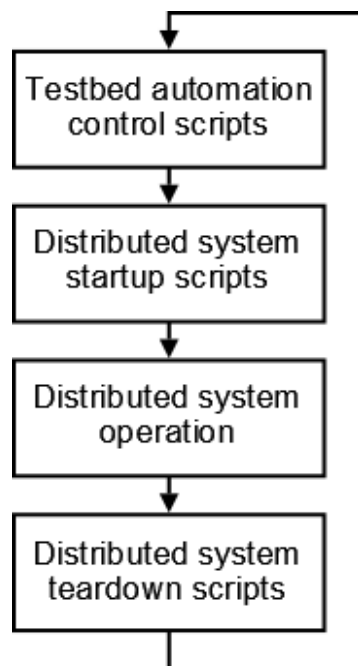 Testbed automation
control scripts
Distributed system
startup scripts
Distributed system
operation
Distributed system
teardown scripts